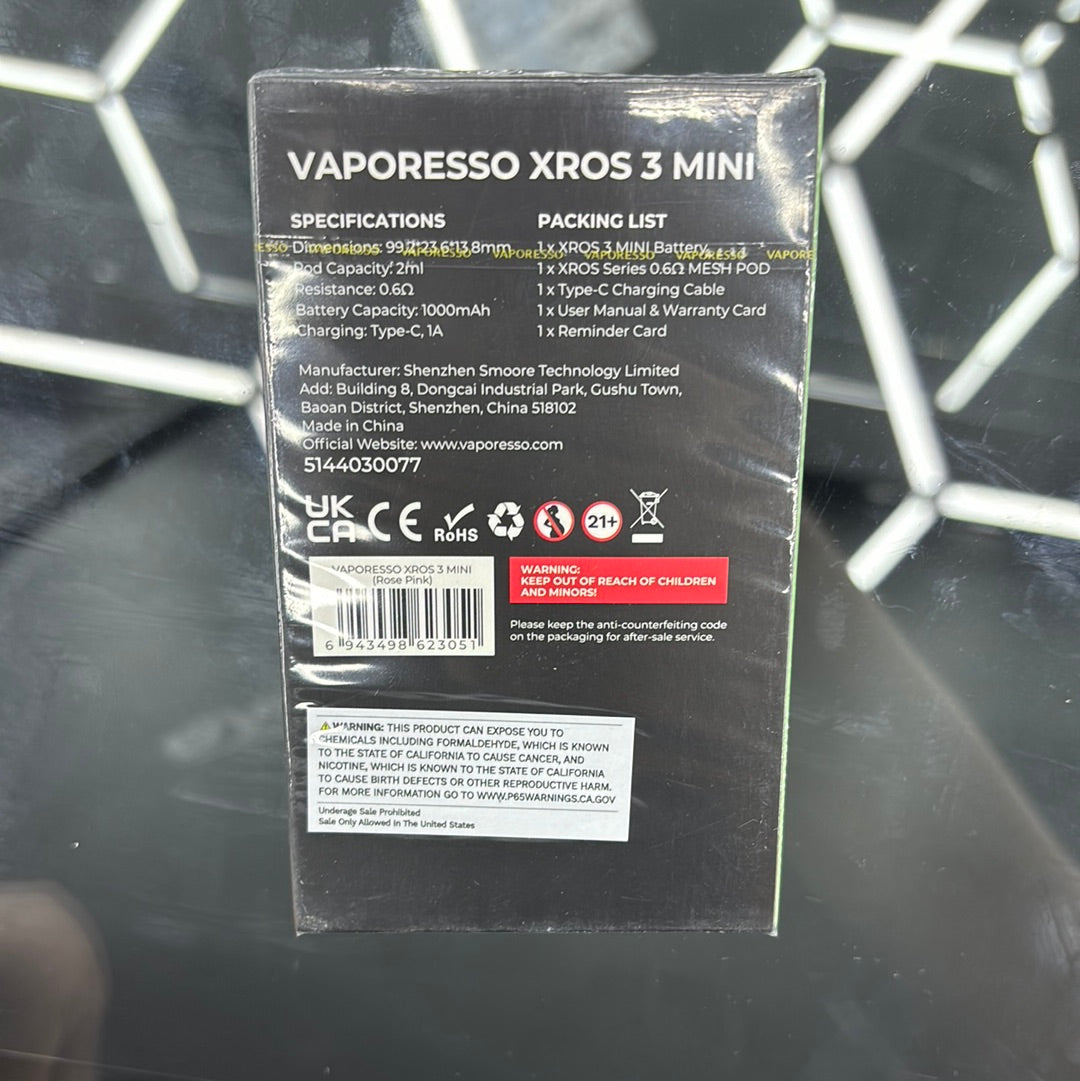 VAPORESSO XROS 3 MINI
SPECIFICATIONS
Dimensions: 99.2*23.6*13.8mm
Pod Capacity: 2ml
Resistance: 0.6Ω
Battery Capacity: 1000mAh
Charging: Type-C, 1A
PACKING LIST
1 x XROS 3 MINI Battery
1 x XROS Series 0.6Ω MESH POD
1 x Type-C Charging Cable
1 x User Manual & Warranty Card
1 x Reminder Card
ESSO VAPORESSO VAPORESSO VAPORESSO VAPORESSO VAPORESSO VAPORE
Manufacturer: Shenzhen Smoore Technology Limited
Add: Building 8, Dongcai Industrial Park, Gushu Town,
Baoan District, Shenzhen, China 518102
Made in China
Official Website: www.vaporesso.com
5144030077
UK
CA CE RoHS 21+
VAPORESSO XROS 3 MINI
(Rose Pink)
6 943498 623051
WARNING:
KEEP OUT OF REACH OF CHILDREN
AND MINORS!
Please keep the anti-counterfeiting code
on the packaging for after-sale service.
WARNING: THIS PRODUCT CAN EXPOSE YOU TO
CHEMICALS INCLUDING FORMALDEHYDE, WHICH IS KNOWN
TO THE STATE OF CALIFORNIA TO CAUSE CANCER, AND
NICOTINE, WHICH IS KNOWN TO THE STATE OF CALIFORNIA
TO CAUSE BIRTH DEFECTS OR OTHER REPRODUCTIVE HARM.
FOR MORE INFORMATION GO TO WWW.P65WARNINGS.CA.GOV
Underage Sale Prohibited
Sale Only Allowed In The United States